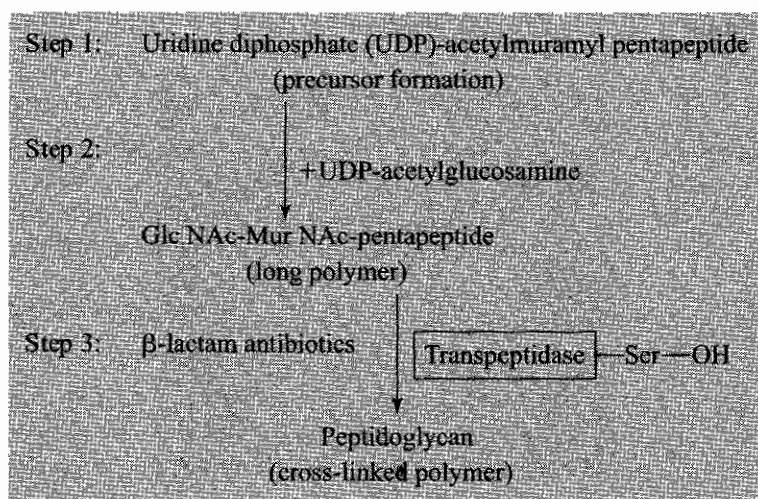 Step 1: Uridine diphosphate (UDP)-acetylmuramyl pentapeptide
(precursor formation)
Step 2:
+UDP-acetylglucosamine
Glc NAc-Mur NAc-pentapeptide
(long polymer)
Step 3: β-lactam antibiotics Transpeptidase—Ser—OH
Peptidoglycan
(cross-linked polymer)